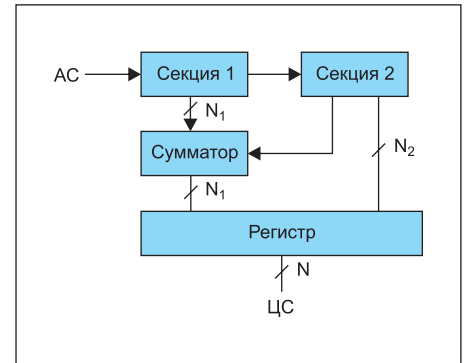 АС
Секция 1
Секция 2
N₁
Сумматор
N₂
N₁
Регистр
N
ЦС